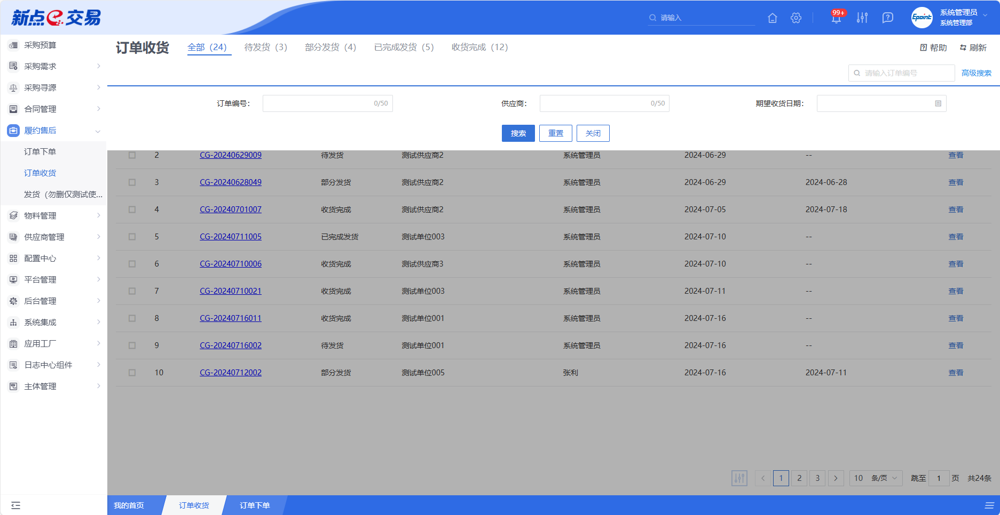 新点e交易
请输入
99+
Epoint
系统管理员
系统管理部
采购预算
采购需求
采购寻源
合同管理
履约售后
订单下单
订单收货
发货（勿删仅测试使...
物料管理
供应商管理
配置中心
平台管理
后台管理
系统集成
应用工厂
日志中心组件
主体管理
订单收货 全部（24） 待发货（3） 部分发货（4） 已完成发货（5） 收货完成（12） 帮助 刷新
请输入订单编号 高级搜索
订单编号： 0/50 供应商： 0/50 期望收货日期：
搜索 重置 关闭
2 CG-20240629009 待发货 测试供应商2 系统管理员 2024-06-29 -- 查看
3 CG-20240628049 部分发货 测试供应商2 系统管理员 2024-06-29 2024-06-28 查看
4 CG-20240701007 收货完成 测试供应商2 系统管理员 2024-07-05 2024-07-18 查看
5 CG-20240711005 已完成发货 测试单位003 系统管理员 2024-07-10 -- 查看
6 CG-20240710006 收货完成 测试供应商3 系统管理员 2024-07-10 -- 查看
7 CG-20240710021 收货完成 测试单位003 系统管理员 2024-07-11 -- 查看
8 CG-20240716011 收货完成 测试单位001 系统管理员 2024-07-16 -- 查看
9 CG-20240716002 待发货 测试单位001 系统管理员 2024-07-16 -- 查看
10 CG-20240712002 部分发货 测试单位005 张利 2024-07-16 2024-07-11 查看
1 2 3 10 条/页 跳至 1 页 共24条
我的首页 订单收货 订单下单